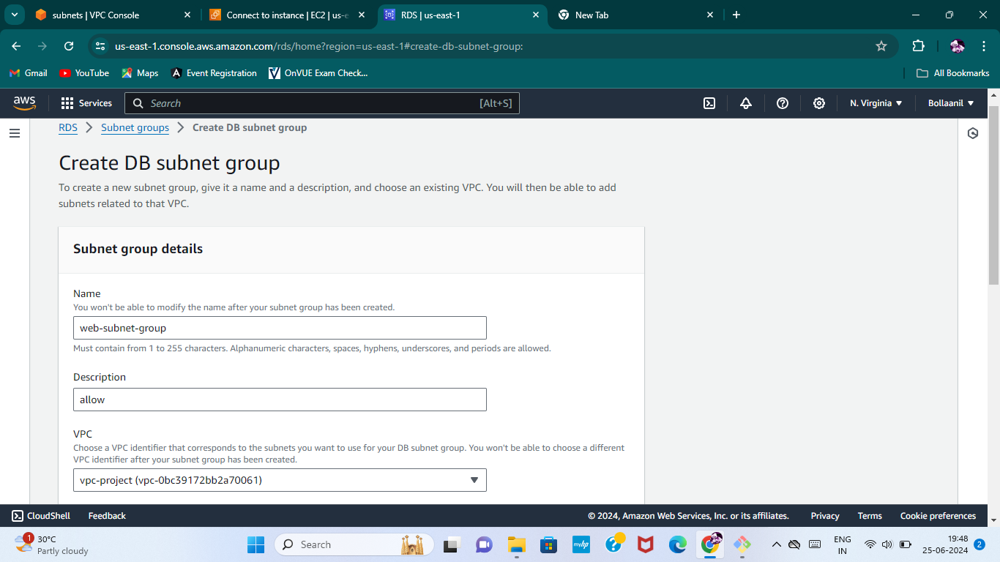 subnets | VPC Console
Connect to instance | EC2 | us-e
RDS | us-east-1
New Tab
us-east-1.console.aws.amazon.com/rds/home?region=us-east-1#create-db-subnet-group:
Gmail
YouTube
Maps
Event Registration
OnVUE Exam Check...
All Bookmarks
aws
Services
Search
[Alt+S]
N. Virginia
Bollaanil
RDS
Subnet groups
Create DB subnet group
Create DB subnet group
To create a new subnet group, give it a name and a description, and choose an existing VPC. You will then be able to add
subnets related to that VPC.
Subnet group details
Name
You won't be able to modify the name after your subnet group has been created.
web-subnet-group
Must contain from 1 to 255 characters. Alphanumeric characters, spaces, hyphens, underscores, and periods are allowed.
Description
allow
VPC
Choose a VPC identifier that corresponds to the subnets you want to use for your DB subnet group. You won't be able to choose a different
VPC identifier after your subnet group has been created.
vpc-project (vpc-0bc39172bb2a70061)
CloudShell
Feedback
© 2024, Amazon Web Services, Inc. or its affiliates.
Privacy
Terms
Cookie preferences
1
30°C
Partly cloudy
Search
myhp
ENG
IN
19:48
25-06-2024
2